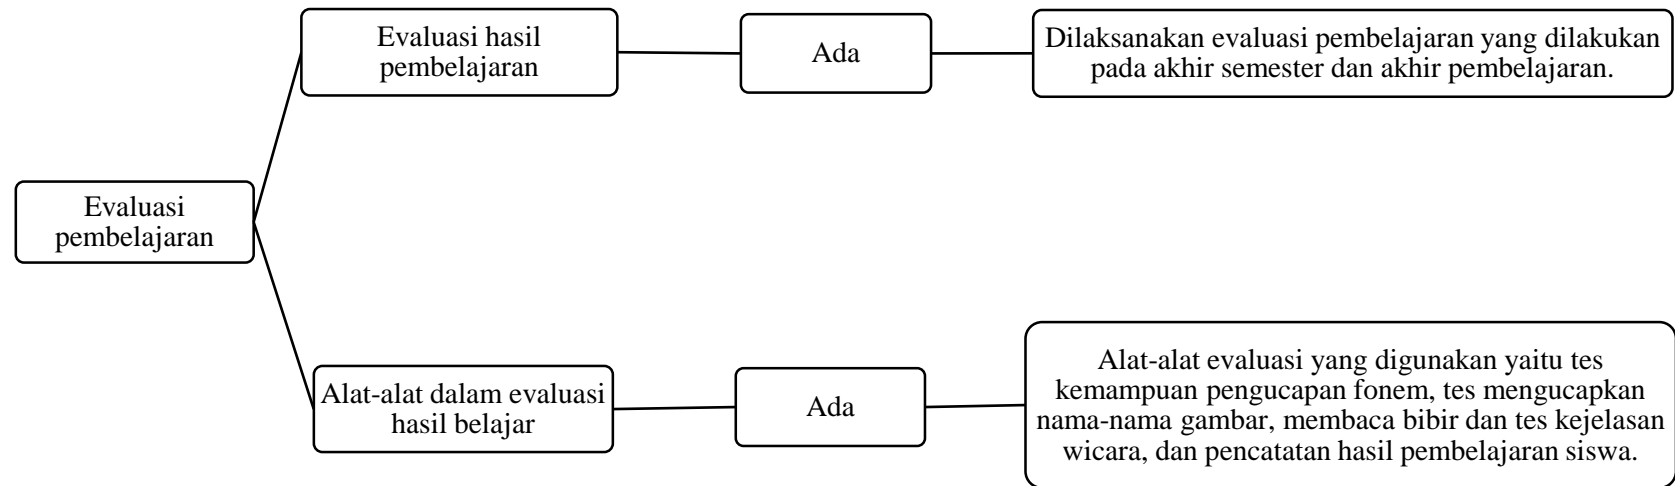 Evaluasi
pembelajaran
Evaluasi hasil
pembelajaran
Ada
Dilaksanakan evaluasi pembelajaran yang dilakukan
pada akhir semester dan akhir pembelajaran.
Alat-alat dalam evaluasi
hasil belajar
Ada
Alat-alat evaluasi yang digunakan yaitu tes
kemampuan pengucapan fonem, tes mengucapkan
nama-nama gambar, membaca bibir dan tes kejelasan
wicara, dan pencatatan hasil pembelajaran siswa.